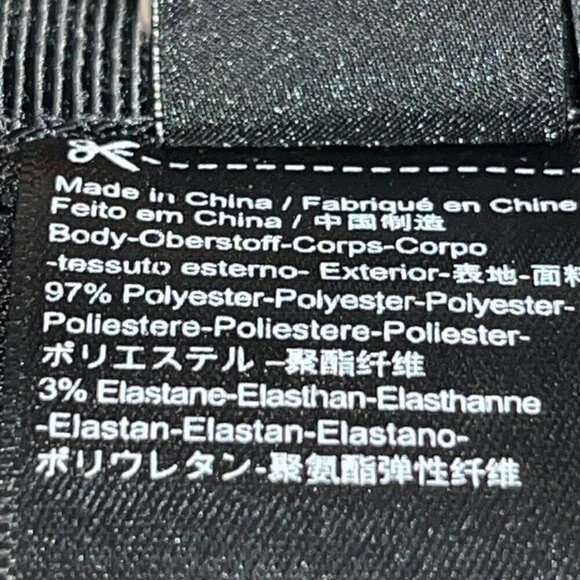 Made in China / Fabriqué en Chine
Feito em China / 中国制造
Body-Oberstoff-Corps-Corpo
-tessuto esterno- Exterior-表地-面料
97% Polyester-Polyester-Polyester-
Poliestere-Poliestere-Poliester-
ポリエステル -聚酯纤维
3% Elastane-Elasthan-Elasthanne
-Elastan-Elastan-Elastano-
ポリウレタン-聚氨酯弹性纤维